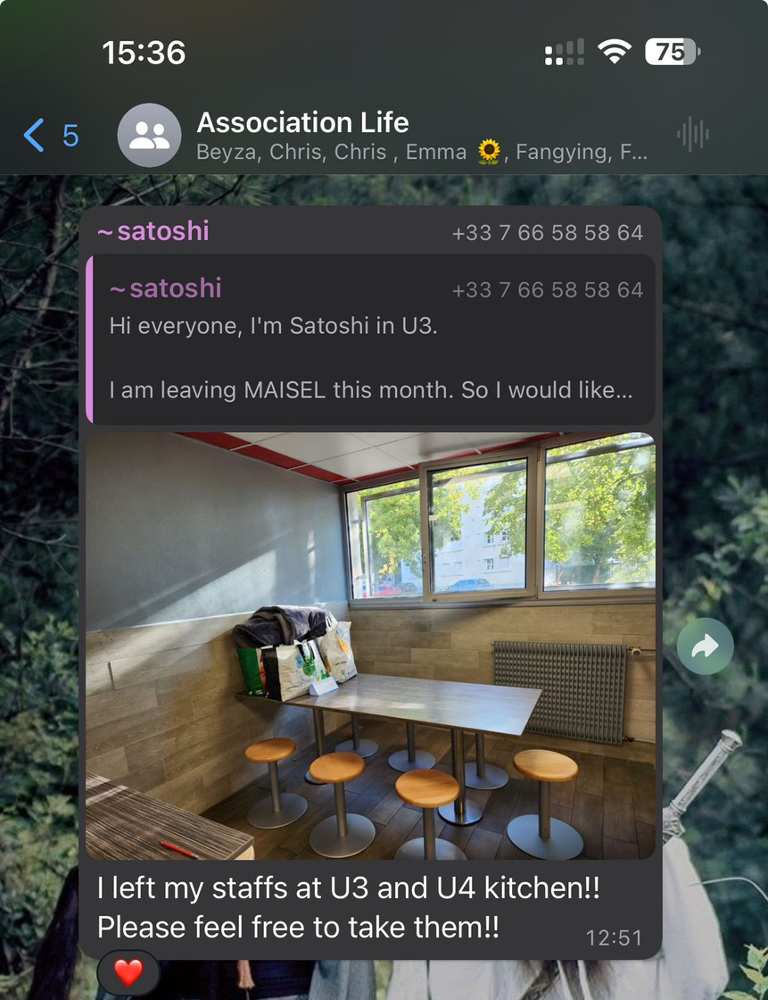 15:36
75
5
Association Life
Beyza, Chris, Chris , Emma 🌻, Fangying, F...
~satoshi +33 7 66 58 58 64
~satoshi +33 7 66 58 58 64
Hi everyone, I'm Satoshi in U3.
I am leaving MAISEL this month. So I would like...
I left my staffs at U3 and U4 kitchen!!
Please feel free to take them!!
12:51